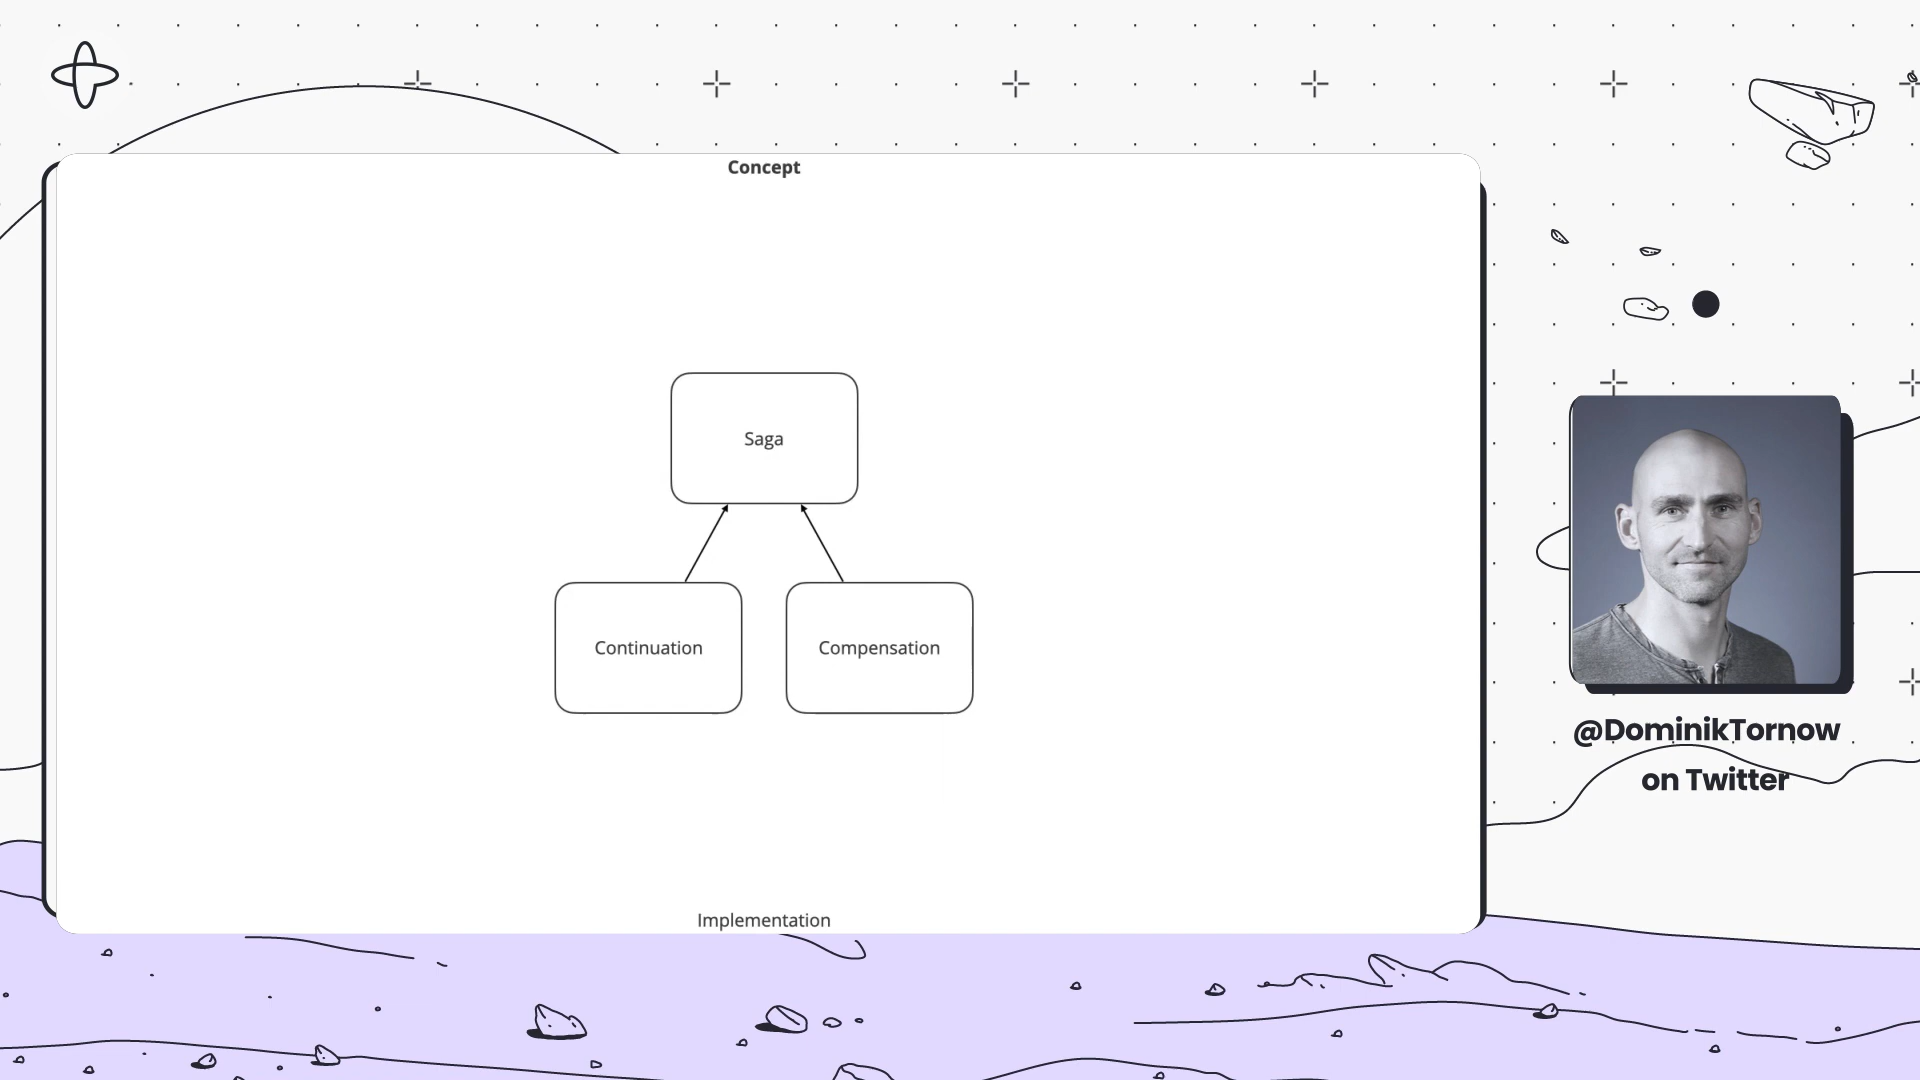 Concept
Saga
Continuation
Compensation
Implementation
@DominikTornow
on Twitter